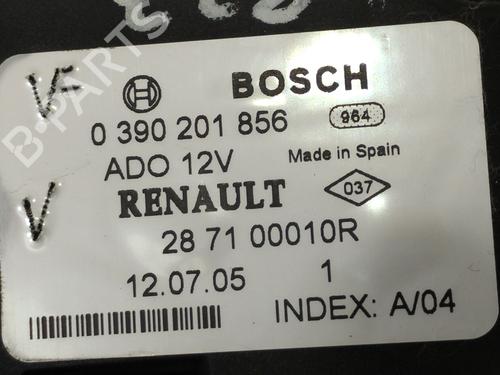 B-PARTS
VF
BOSCH
0 390 201 856
964
ADO 12V
Made in Spain
V
RENAULT
037
28 71 00010R
12.07.05
1
INDEX: A/04